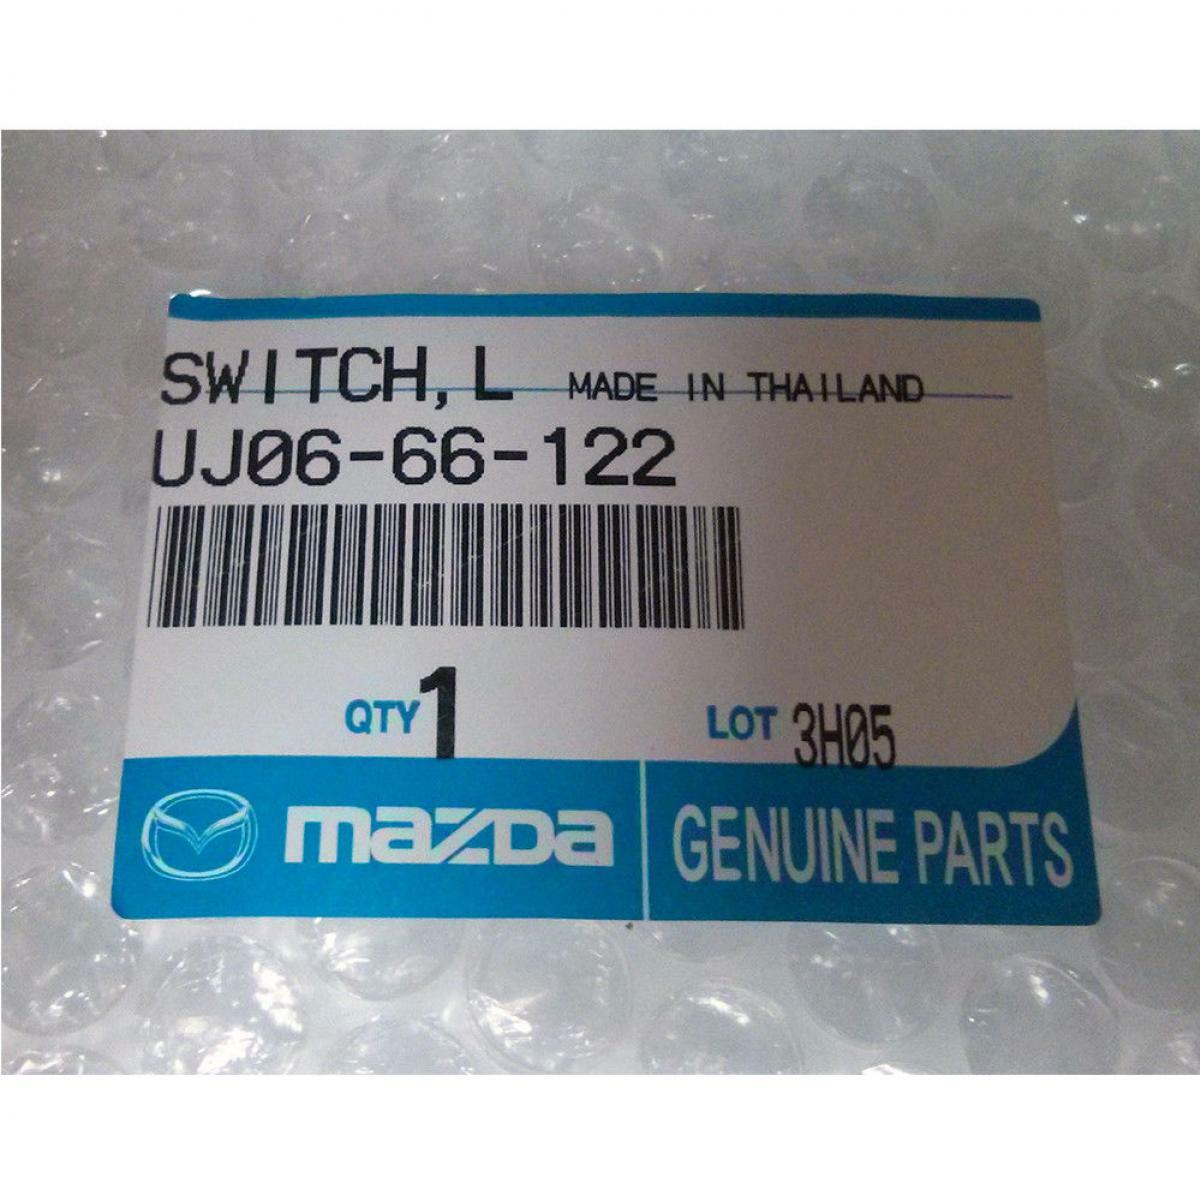 SWITCH, L MADE IN THAILAND
UJ06-66-122
QTY 1 LOT 3H05
mazda GENUINE PARTS